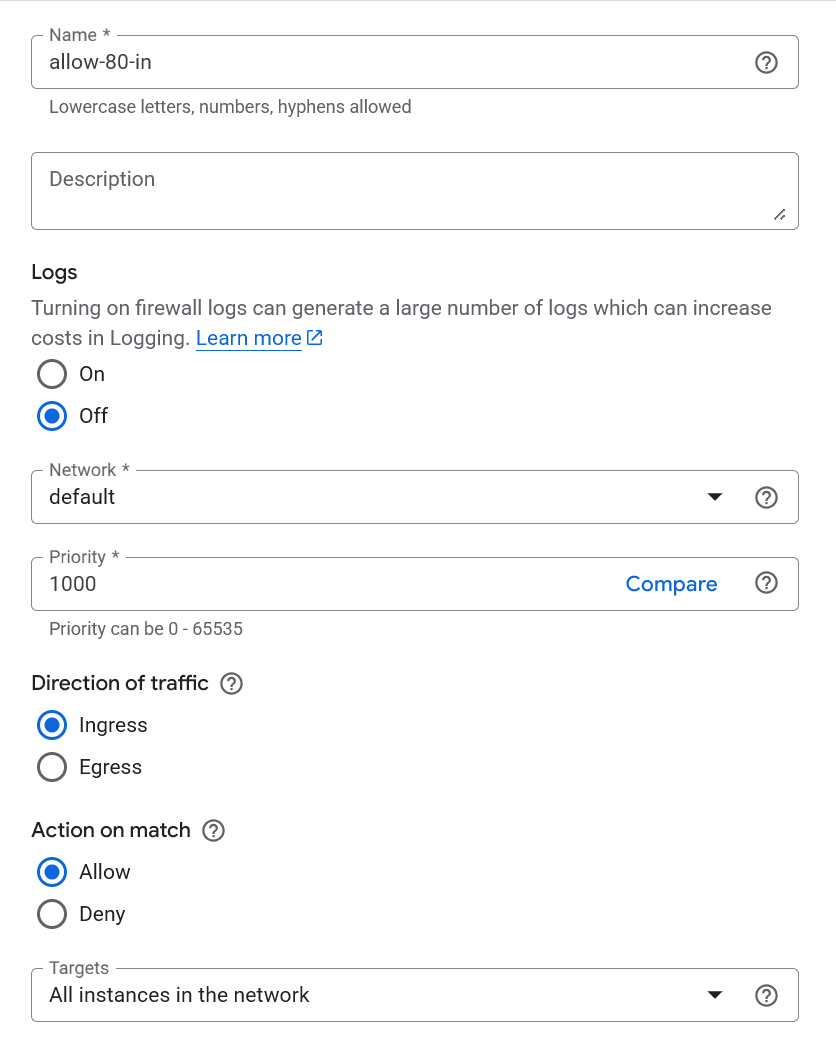 Name *
allow-80-in
Lowercase letters, numbers, hyphens allowed
Description
Logs
Turning on firewall logs can generate a large number of logs which can increase
costs in Logging. Learn more
On
Off
Network *
default
Priority *
1000
Compare
Priority can be 0 - 65535
Direction of traffic
Ingress
Egress
Action on match
Allow
Deny
Targets
All instances in the network